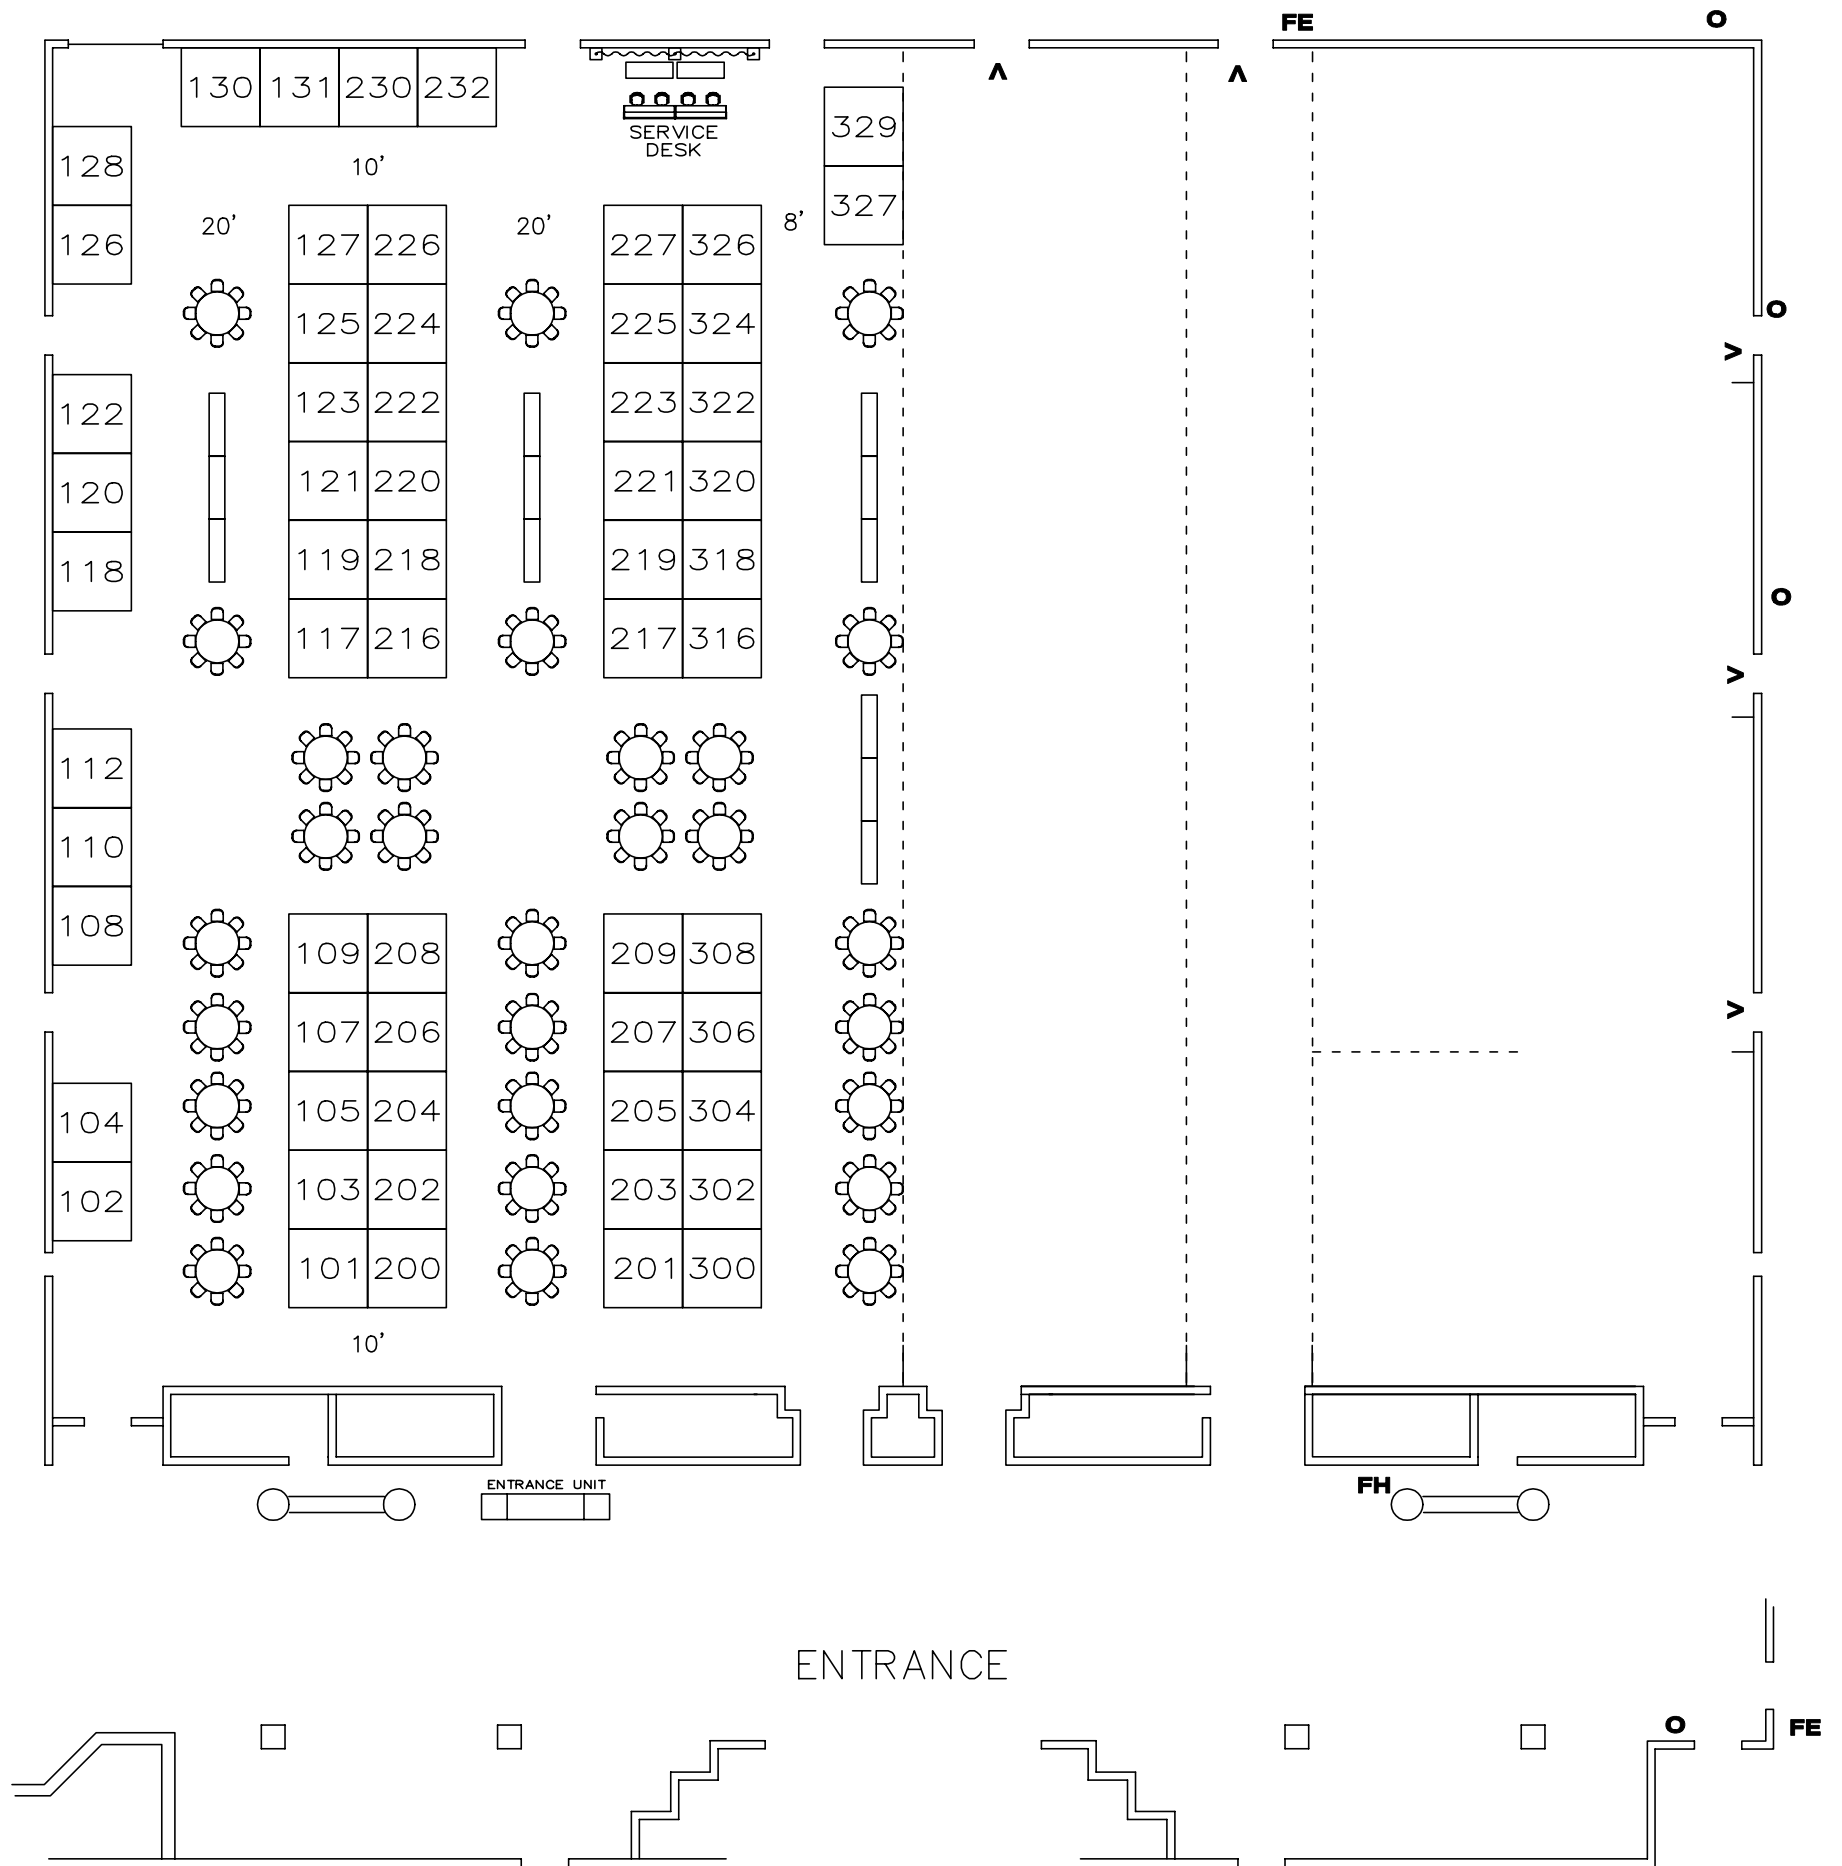 FE O
130 131 230 232
^ ^
329
SERVICE
DESK
128
10'
327
126
20' 20' 8'
127 226 227 326
O
125 224 225 324
>
122
123 222 223 322
120
121 220 221 320
118
119 218 219 318
O
117 216 217 316
>
112
110
108
109 208 209 308
>
107 206 207 306
104
105 204 205 304
102
103 202 203 302
101 200 201 300
10'
ENTRANCE UNIT
FH
ENTRANCE
O FE